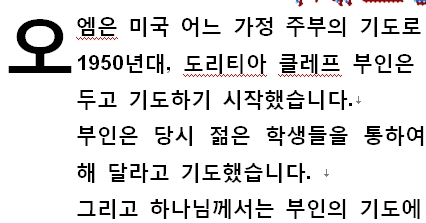 오엠은 미국 어느 가정 주부의 기도로
1950년대, 도리티아 클레프 부인은
두고 기도하기 시작했습니다.
부인은 당시 젊은 학생들을 통하여
해 달라고 기도했습니다.
그리고 하나님께서는 부인의 기도에